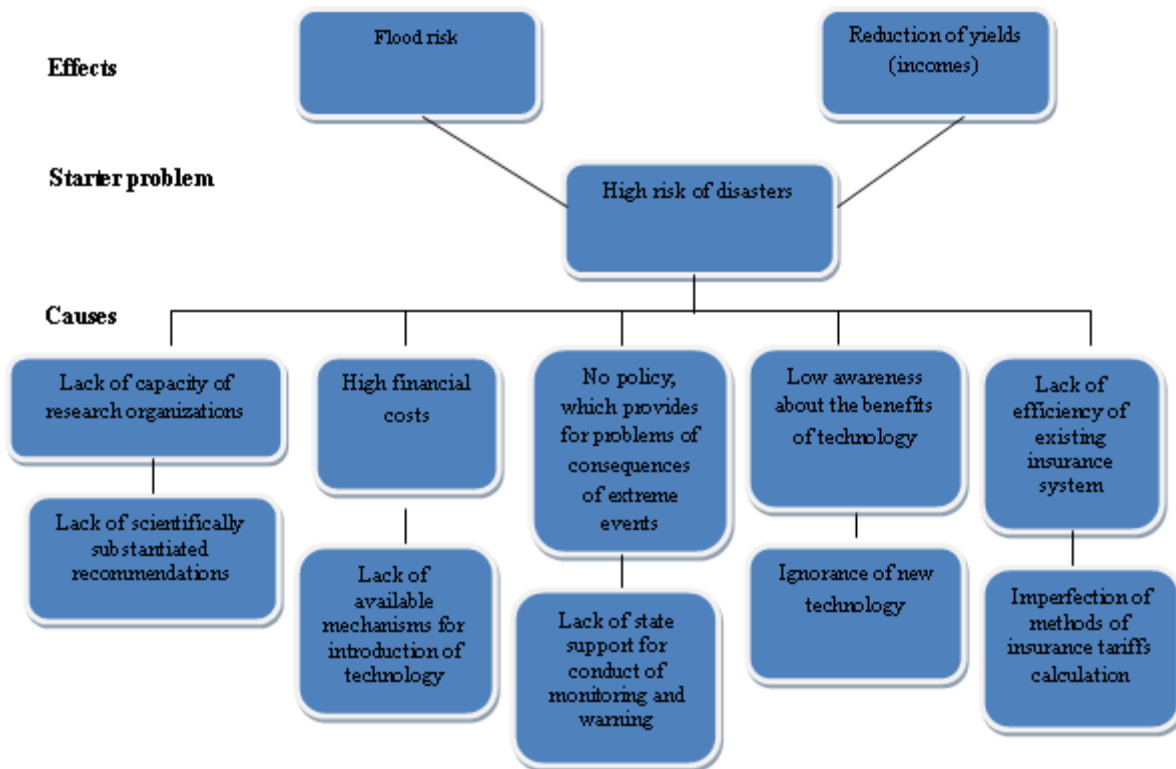 Effects
Flood risk
Reduction of yields
(incomes)
Starter problem
High risk of disasters
Causes
Lack of capacity of
research organizations
High financial
costs
No policy,
which provides
for problems of
consequences
of extreme
events
Low awareness
about the benefits
of technology
Lack of
efficiency of
existing
insurance
system
Lack of scientifically
substantiated
recommendations
Lack of
available
mechanisms for
introduction of
technology
Lack of state
support for
conduct of
monitoring and
warning
Ignorance of new
technology
Imperfection of
methods of
insurance tariffs
calculation